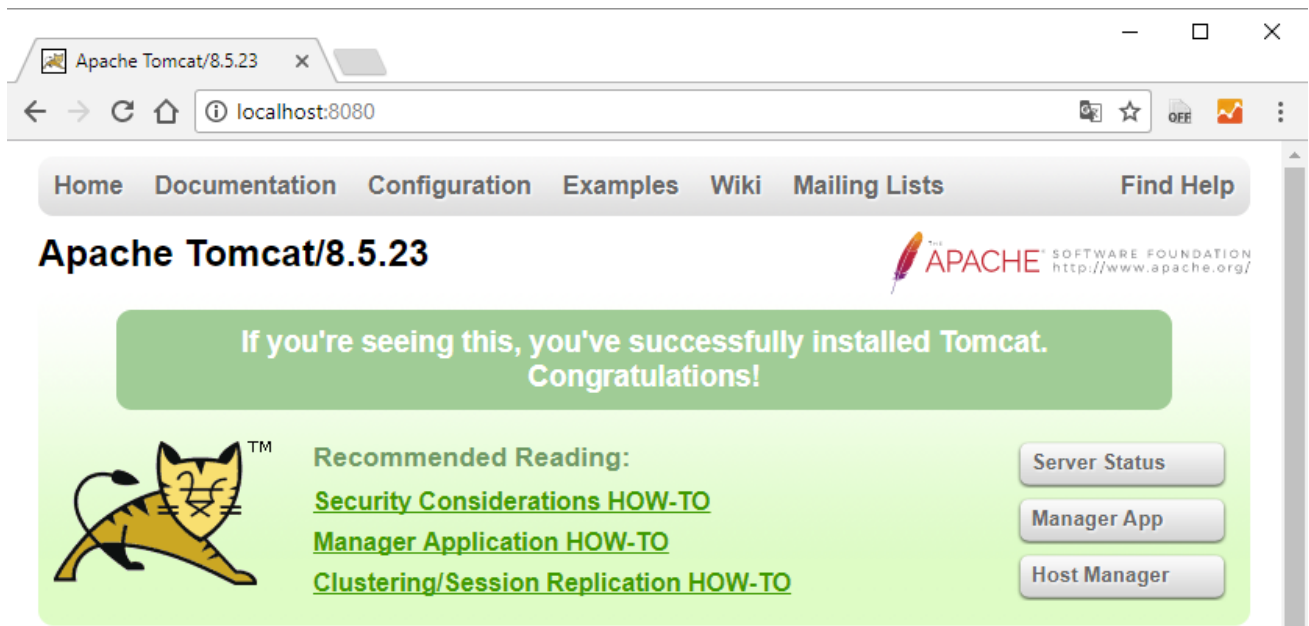 Apache Tomcat/8.5.23
localhost:8080
OFF
Home Documentation Configuration Examples Wiki Mailing Lists Find Help
Apache Tomcat/8.5.23
THE APACHE® SOFTWARE FOUNDATION
http://www.apache.org/
If you're seeing this, you've successfully installed Tomcat.
Congratulations!
TM
Recommended Reading:
Security Considerations HOW-TO
Manager Application HOW-TO
Clustering/Session Replication HOW-TO
Server Status
Manager App
Host Manager